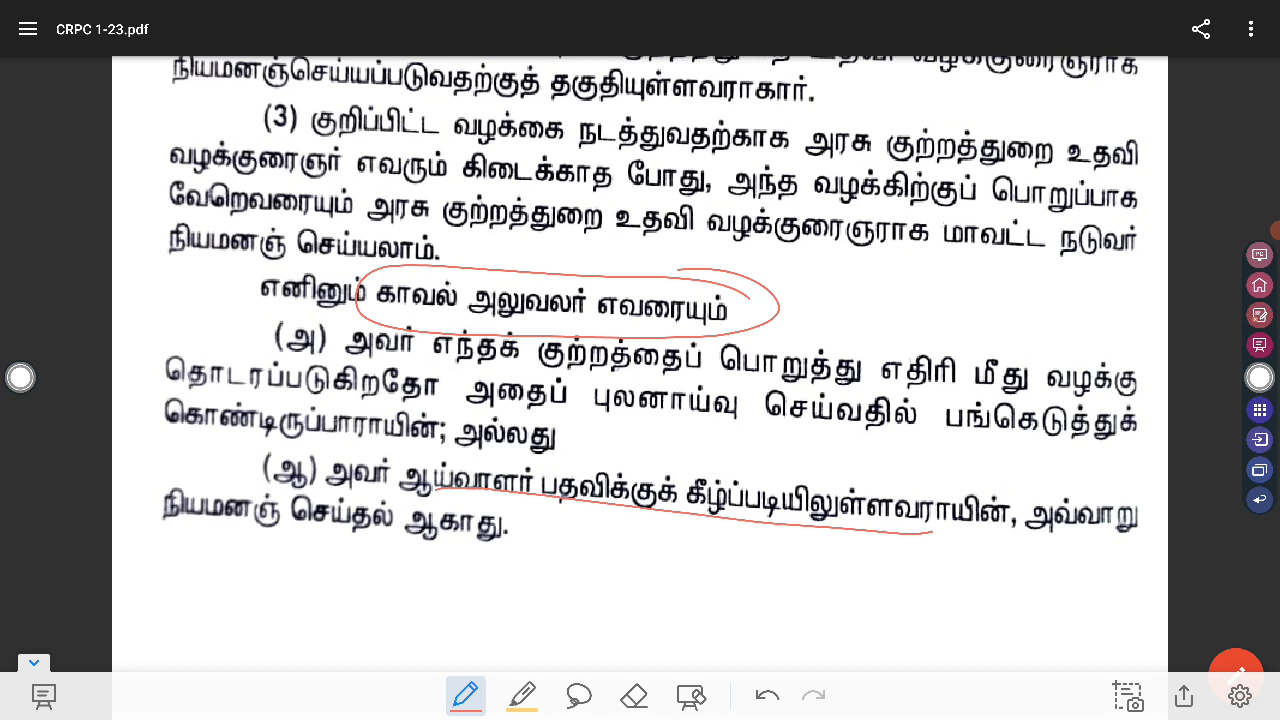 CRPC 1-23.pdf
நியமனஞ்செய்யப்படுவதற்குத் தகுதியுள்ளவராகார்.
(3) குறிப்பிட்ட வழக்கை நடத்துவதற்காக அரசு குற்றத்துறை உதவி
வழக்குரைஞர் எவரும் கிடைக்காத போது, அந்த வழக்கிற்குப் பொறுப்பாக
வேறெவரையும் அரசு குற்றத்துறை உதவி வழக்குரைஞராக மாவட்ட நடுவர்
நியமனஞ் செய்யலாம்.
எனினும் காவல் அலுவலர் எவரையும்
(அ) அவர் எந்தக் குற்றத்தைப் பொறுத்து எதிரி மீது வழக்கு
தொடரப்படுகிறதோ அதைப் புலனாய்வு செய்வதில் பங்கெடுத்துக்
கொண்டிருப்பாராயின்; அல்லது
(ஆ) அவர் ஆய்வாளர் பதவிக்குக் கீழ்ப்படியிலுள்ளவராயின், அவ்வாறு
நியமனஞ் செய்தல் ஆகாது.